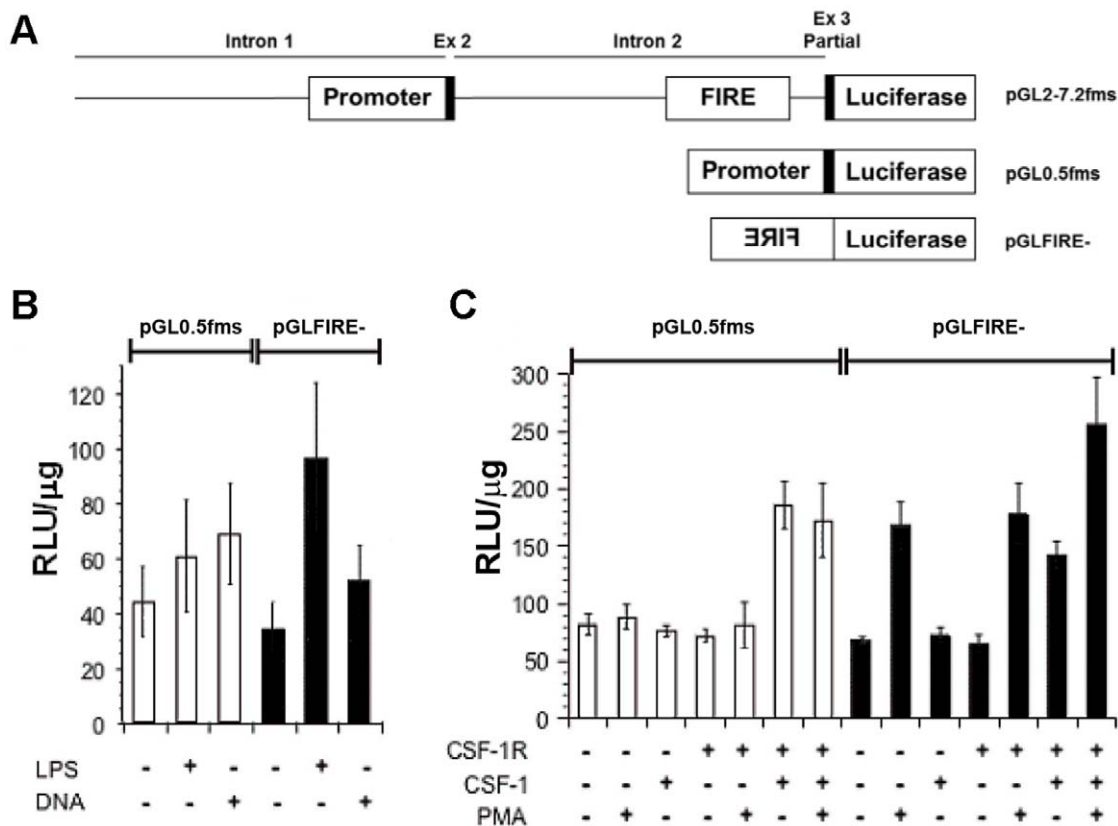 A
Intron 1 Ex 2 Intron 2 Ex 3
Partial
Promoter FIRE Luciferase pGL2-7.2fms
Promoter Luciferase pGL0.5fms
FIRE Luciferase pGLFIRE-
B
pGL0.5fms pGLFIRE-
RLU/µg
120
100
80
60
40
20
0
LPS - + - - + -
DNA - - + - - +
C
pGL0.5fms pGLFIRE-
RLU/µg
300
250
200
150
100
50
0
CSF-1R - - - + + + + - - - + + + +
CSF-1 - - + - - + + - - + - - + +
PMA - + - - + - + - + - - + - +